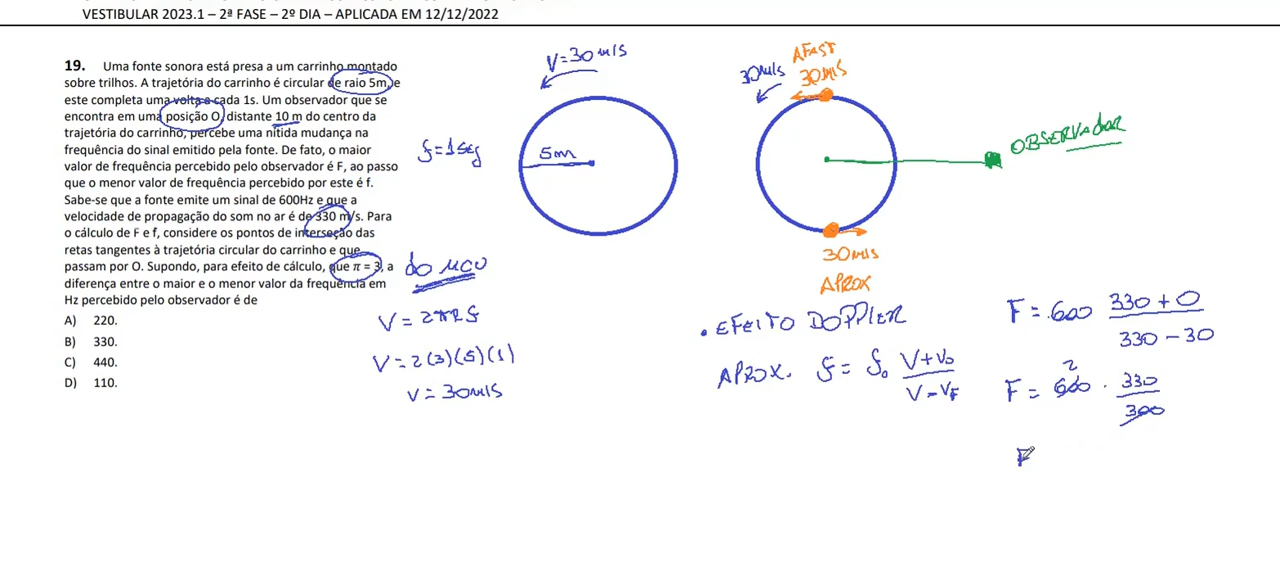 VESTIBULAR 2023.1 – 2ª FASE – 2º DIA – APLICADA EM 12/12/2022
19. Uma fonte sonora está presa a um carrinho montado
sobre trilhos. A trajetória do carrinho é circular de raio 5m, e
este completa uma volta a cada 1s. Um observador que se
encontra em uma posição O, distante 10 m do centro da
trajetória do carrinho, percebe uma nítida mudança na
frequência do sinal emitido pela fonte. De fato, o maior
valor de frequência percebido pelo observador é F, ao passo
que o menor valor de frequência percebido por este é f.
Sabe-se que a fonte emite um sinal de 600Hz e que a
velocidade de propagação do som no ar é de 330 m/s. Para
o cálculo de F e f, considere os pontos de interseção das
retas tangentes à trajetória circular do carrinho e que
passam por O. Supondo, para efeito de cálculo, que π = 3, a
diferença entre o maior e o menor valor da frequência em
Hz percebido pelo observador é de
A) 220.
B) 330.
C) 440.
D) 110.
V=30m/s
f=1seg
5m
do MCU
V=2πRf
V=2(3)(5)(1)
V=30m/s
AFAST
30m/s
30m/s
OBSERVADOR
30m/s
APROX
• EFEITO DOPPLER
APROX. f = f₀ V+V₀ / V-VF
F = 600 330+0 / 330-30
2
F = 600 . 330 / 300
F